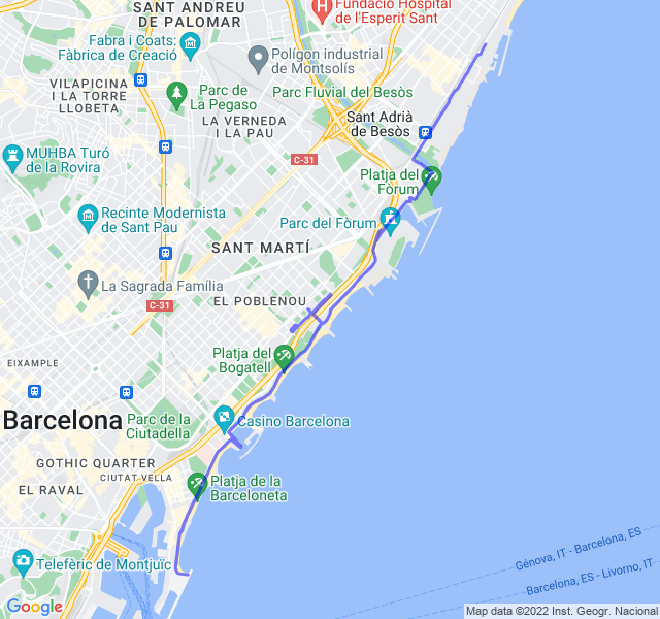 SANT ANDREU
DE PALOMAR
Fundació Hospital
de l'Esperit Sant
Fabra i Coats:
Fàbrica de Creació
Polígon industrial
de Montsolís
VILAPICINA
I LA TORRE
LLOBETA
Parc de
La Pegaso
Parc Fluvial del Besòs
LA VERNEDA
I LA PAU
Sant Adrià
de Besòs
MUHBA Turó
de la Rovira
C-31
Platja del
Fòrum
Recinte Modernista
de Sant Pau
Parc del Fòrum
SANT MARTÍ
La Sagrada Família
C-31
EL POBLENOU
EIXAMPLE
Platja del
Bogatell
Barcelona
Parc de la
Ciutadella
Casino Barcelona
GOTHIC QUARTER
CIUTAT VELLA
EL RAVAL
Platja de la
Barceloneta
Telefèric de Montjuïc
Génova, IT - Barcelona, ES
Barcelona, ES - Livorno, IT
Google
Map data ©2022 Inst. Geogr. Nacional